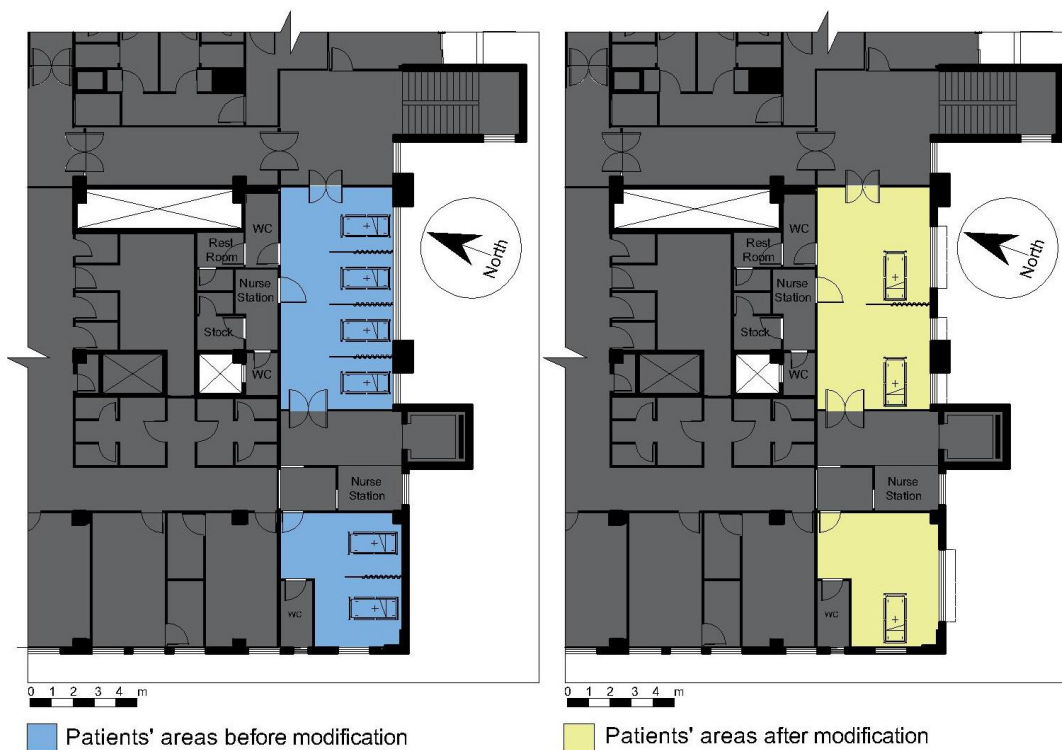 WC
Rest
Room
Nurse
Station
Stock
WC
Nurse
Station
WC
North
0 1 2 3 4 m
Patients' areas before modification
WC
Rest
Room
Nurse
Station
Stock
WC
Nurse
Station
WC
North
0 1 2 3 4 m
Patients' areas after modification